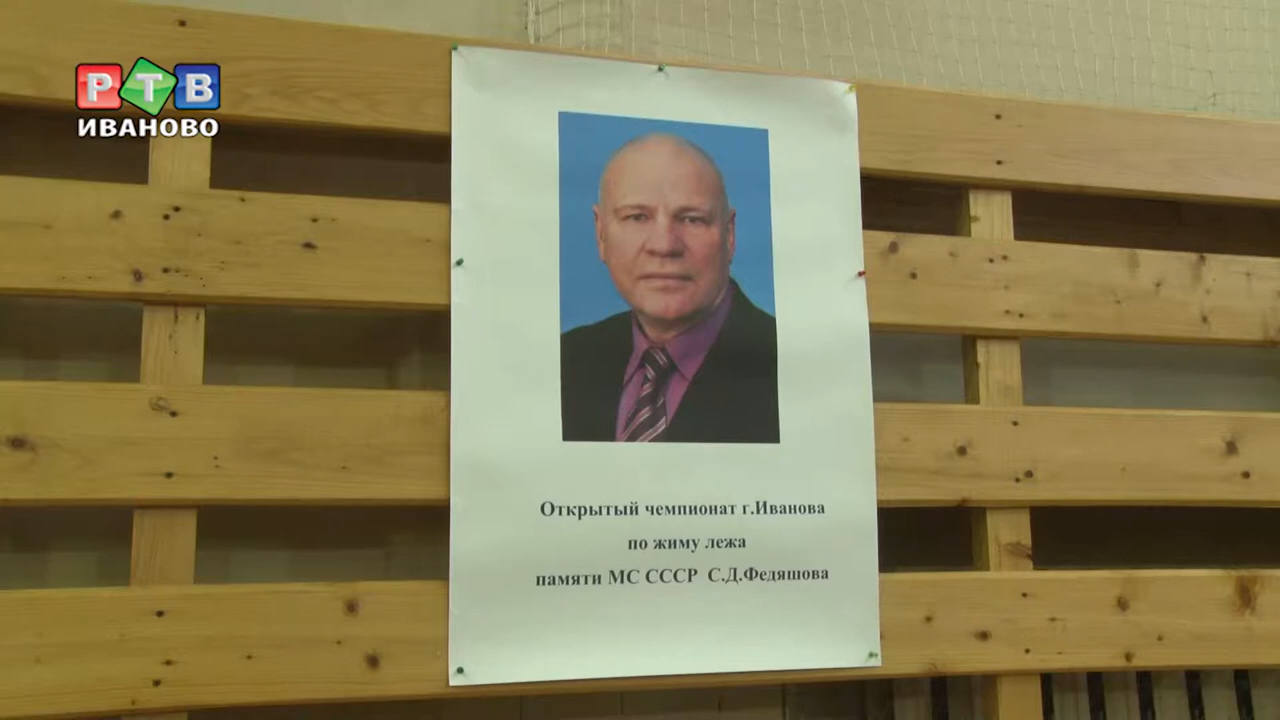 РТВ
ИВАНОВО
Открытый чемпионат г.Иванова
по жиму лежа
памяти МС СССР С.Д.Федяшова